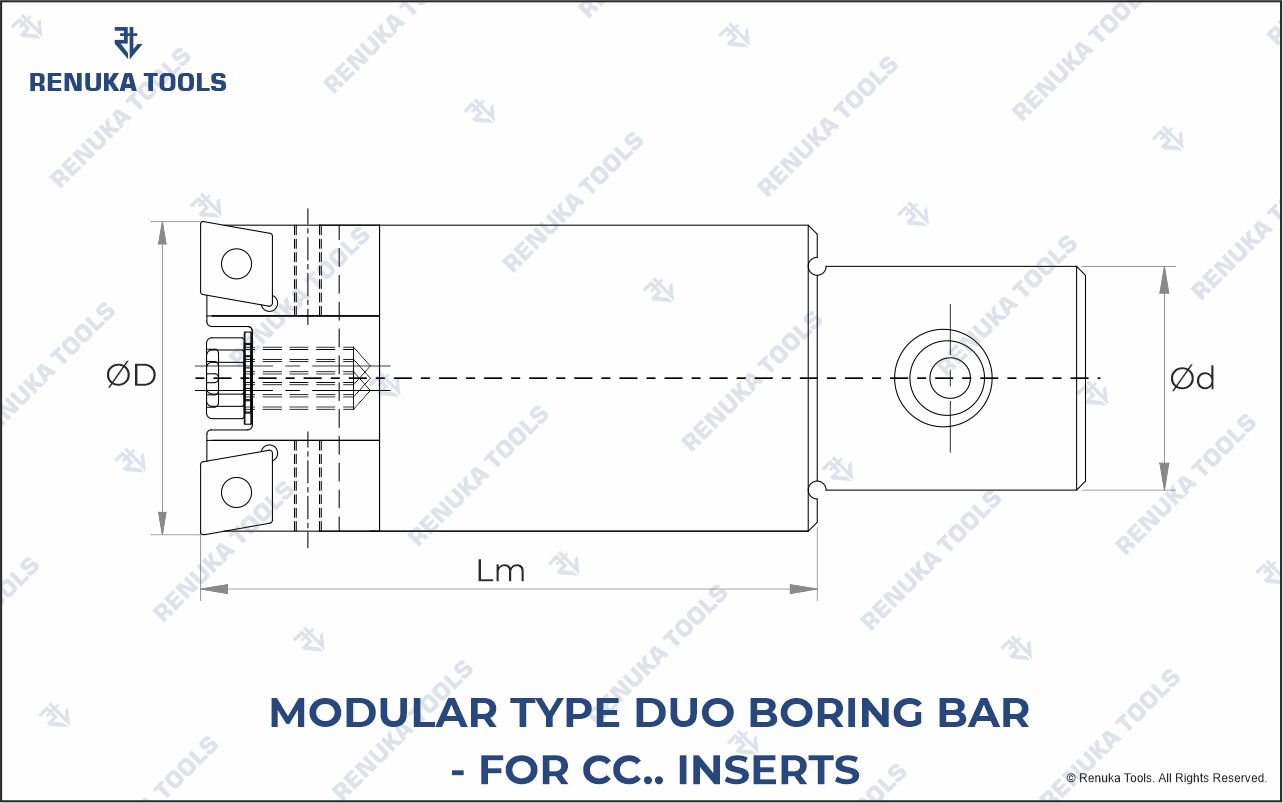 RENUKA TOOLS
ØD
Ød
Lm
MODULAR TYPE DUO BORING BAR
- FOR CC.. INSERTS
© Renuka Tools. All Rights Reserved.